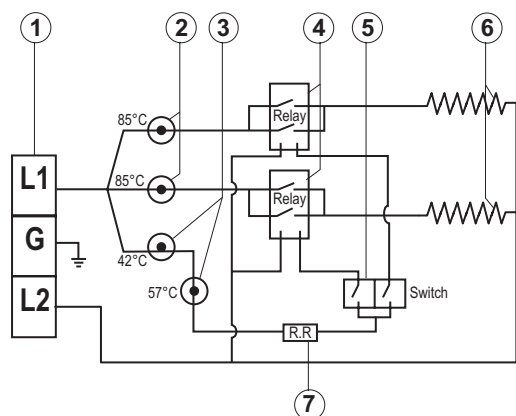 1 2 3 4 5 6
85°C
Relay
L1
85°C
Relay
G
42°C
57°C
Switch
L2
R.R
7